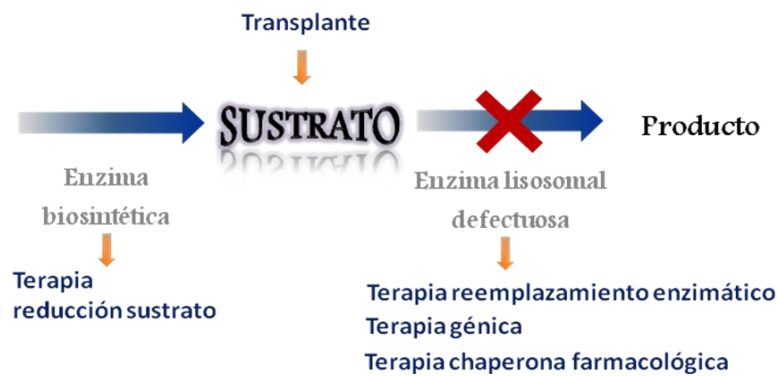 Transplante
SUSTRATO
Producto
Enzima
biosintética
Enzima lisosomal
defectuosa
Terapia
reducción sustrato
Terapia reemplazamiento enzimático
Terapia génica
Terapia chaperona farmacológica